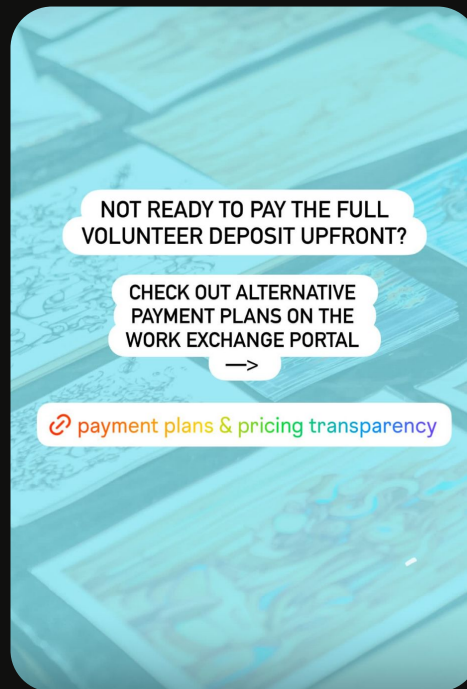 NOT READY TO PAY THE FULL
VOLUNTEER DEPOSIT UPFRONT?
CHECK OUT ALTERNATIVE
PAYMENT PLANS ON THE
WORK EXCHANGE PORTAL
—>
payment plans & pricing transparency